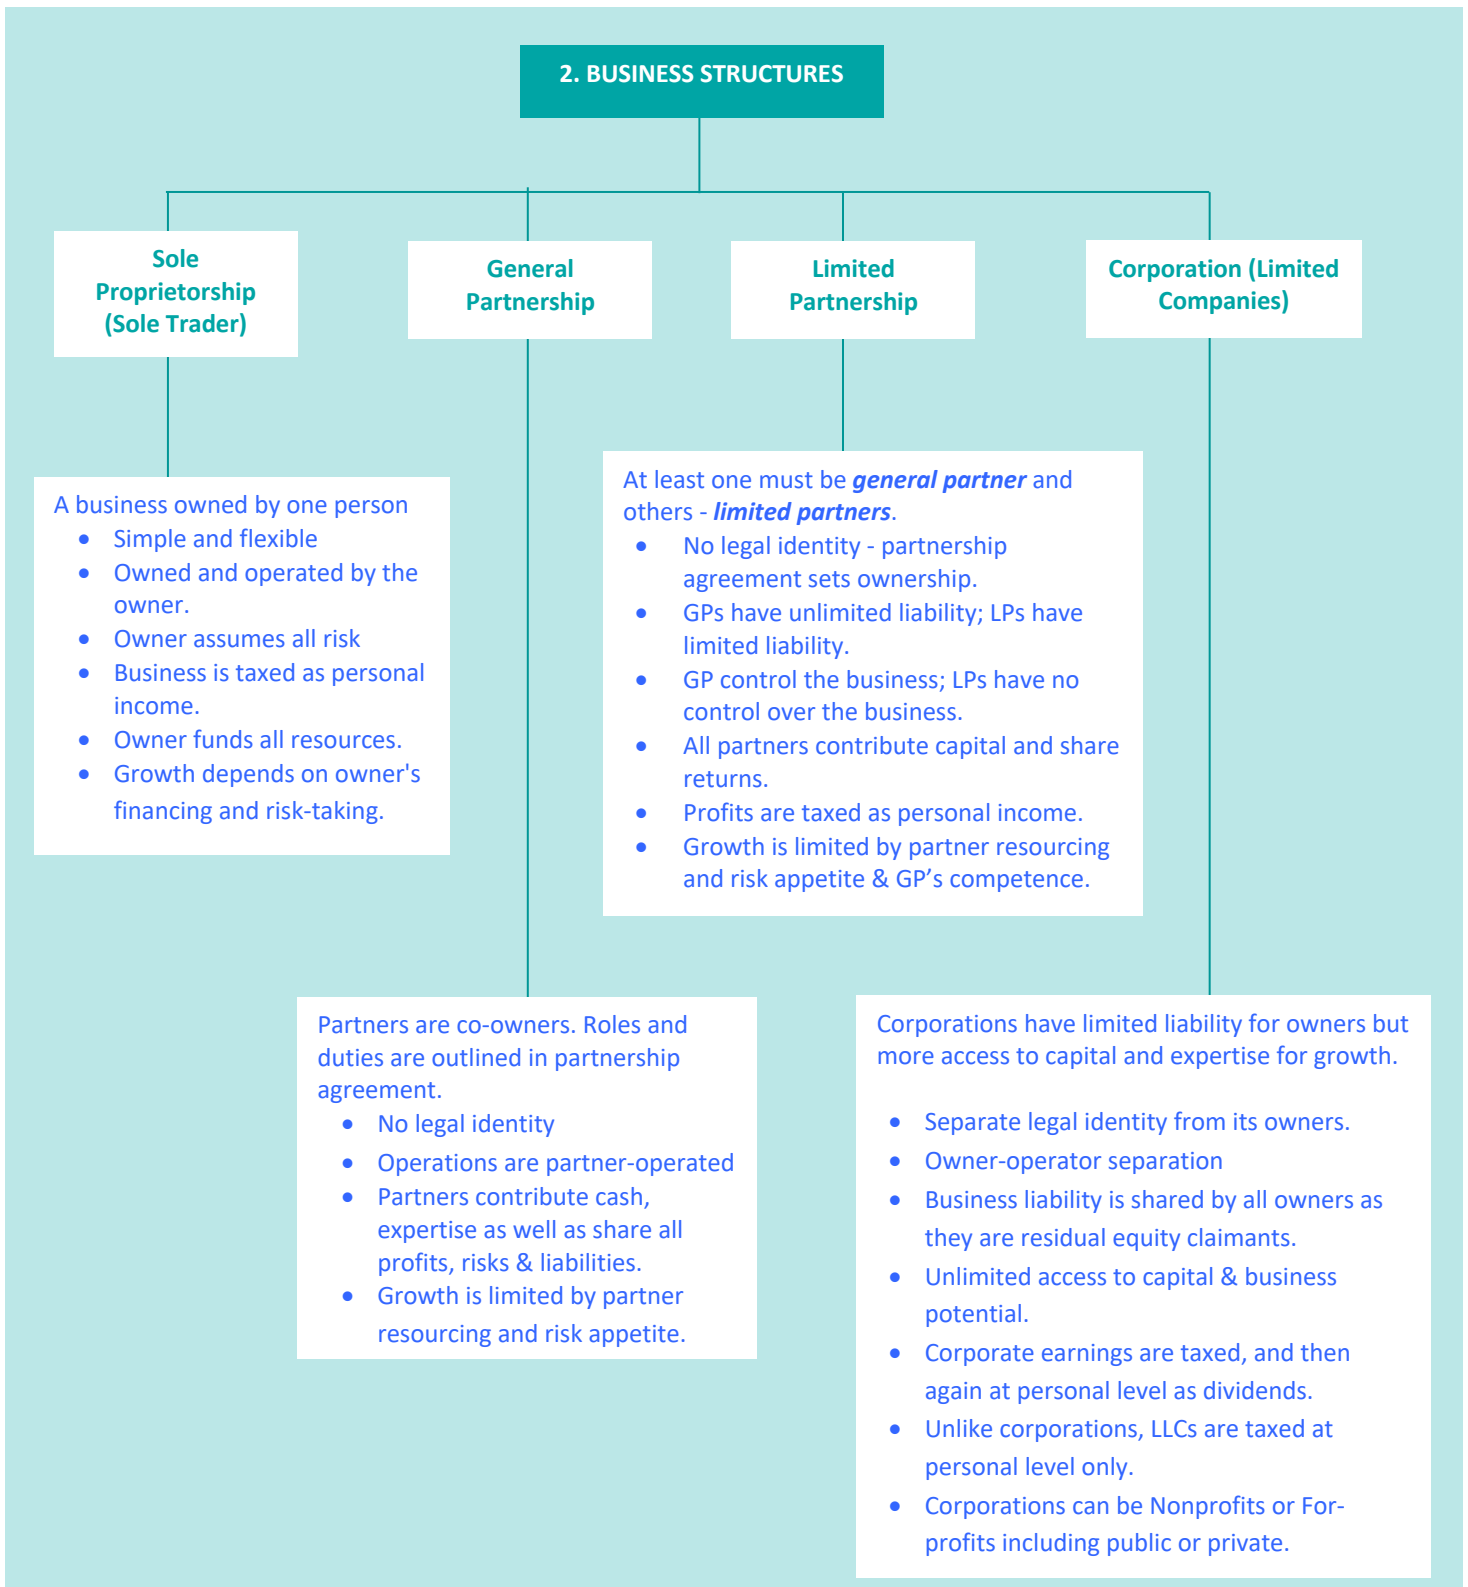 2. BUSINESS STRUCTURES
Sole
Proprietorship
(Sole Trader)
General
Partnership
Limited
Partnership
Corporation (Limited
Companies)
A business owned by one person
• Simple and flexible
• Owned and operated by the
owner.
• Owner assumes all risk
• Business is taxed as personal
income.
• Owner funds all resources.
• Growth depends on owner's
financing and risk-taking.
At least one must be general partner and
others - limited partners.
• No legal identity - partnership
agreement sets ownership.
• GPs have unlimited liability; LPs have
limited liability.
• GP control the business; LPs have no
control over the business.
• All partners contribute capital and share
returns.
• Profits are taxed as personal income.
• Growth is limited by partner resourcing
and risk appetite & GP’s competence.
Partners are co-owners. Roles and
duties are outlined in partnership
agreement.
• No legal identity
• Operations are partner-operated
• Partners contribute cash,
expertise as well as share all
profits, risks & liabilities.
• Growth is limited by partner
resourcing and risk appetite.
Corporations have limited liability for owners but
more access to capital and expertise for growth.
• Separate legal identity from its owners.
• Owner-operator separation
• Business liability is shared by all owners as
they are residual equity claimants.
• Unlimited access to capital & business
potential.
• Corporate earnings are taxed, and then
again at personal level as dividends.
• Unlike corporations, LLCs are taxed at
personal level only.
• Corporations can be Nonprofits or For-
profits including public or private.